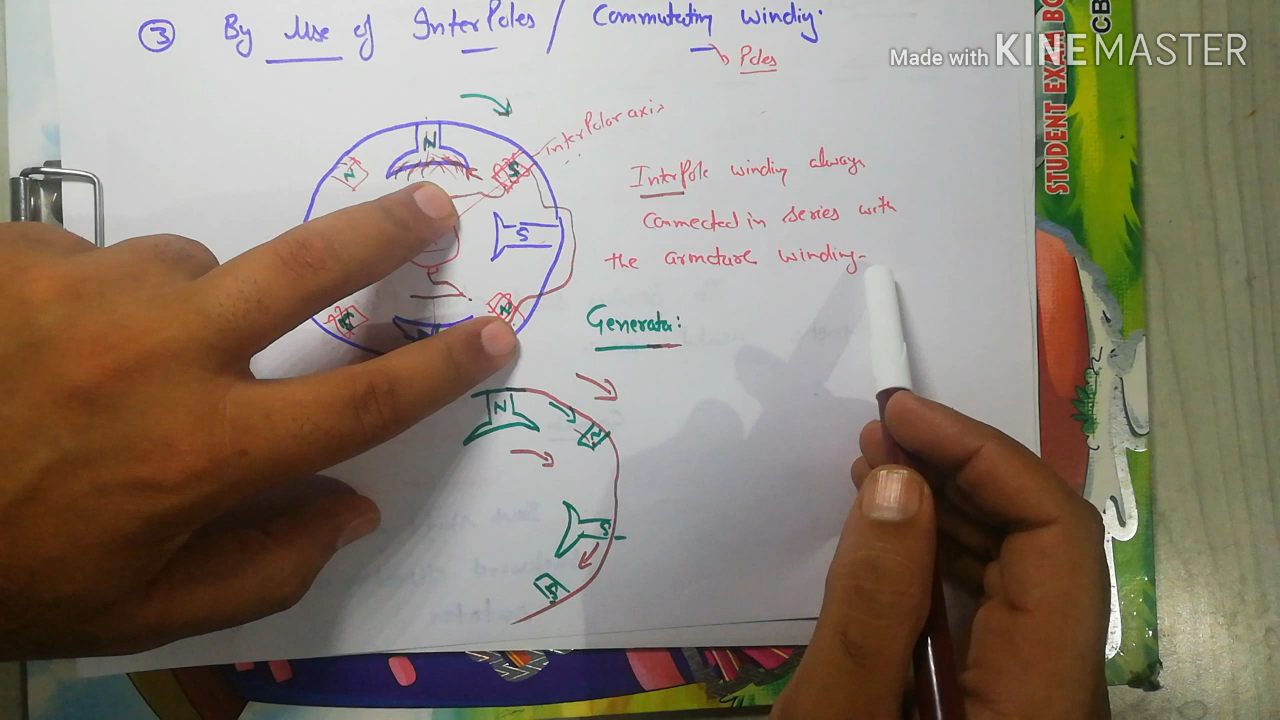 ③ By Use of InterPoles / Commutating winding.
Poles
Made with KINEMASTER
STUDENT EXAM BO
CB
N
N
S
interPolar axis
S
N
S
N
InterPole winding always
Connected in series with
the armature winding.
Generator:
N
N
S
S